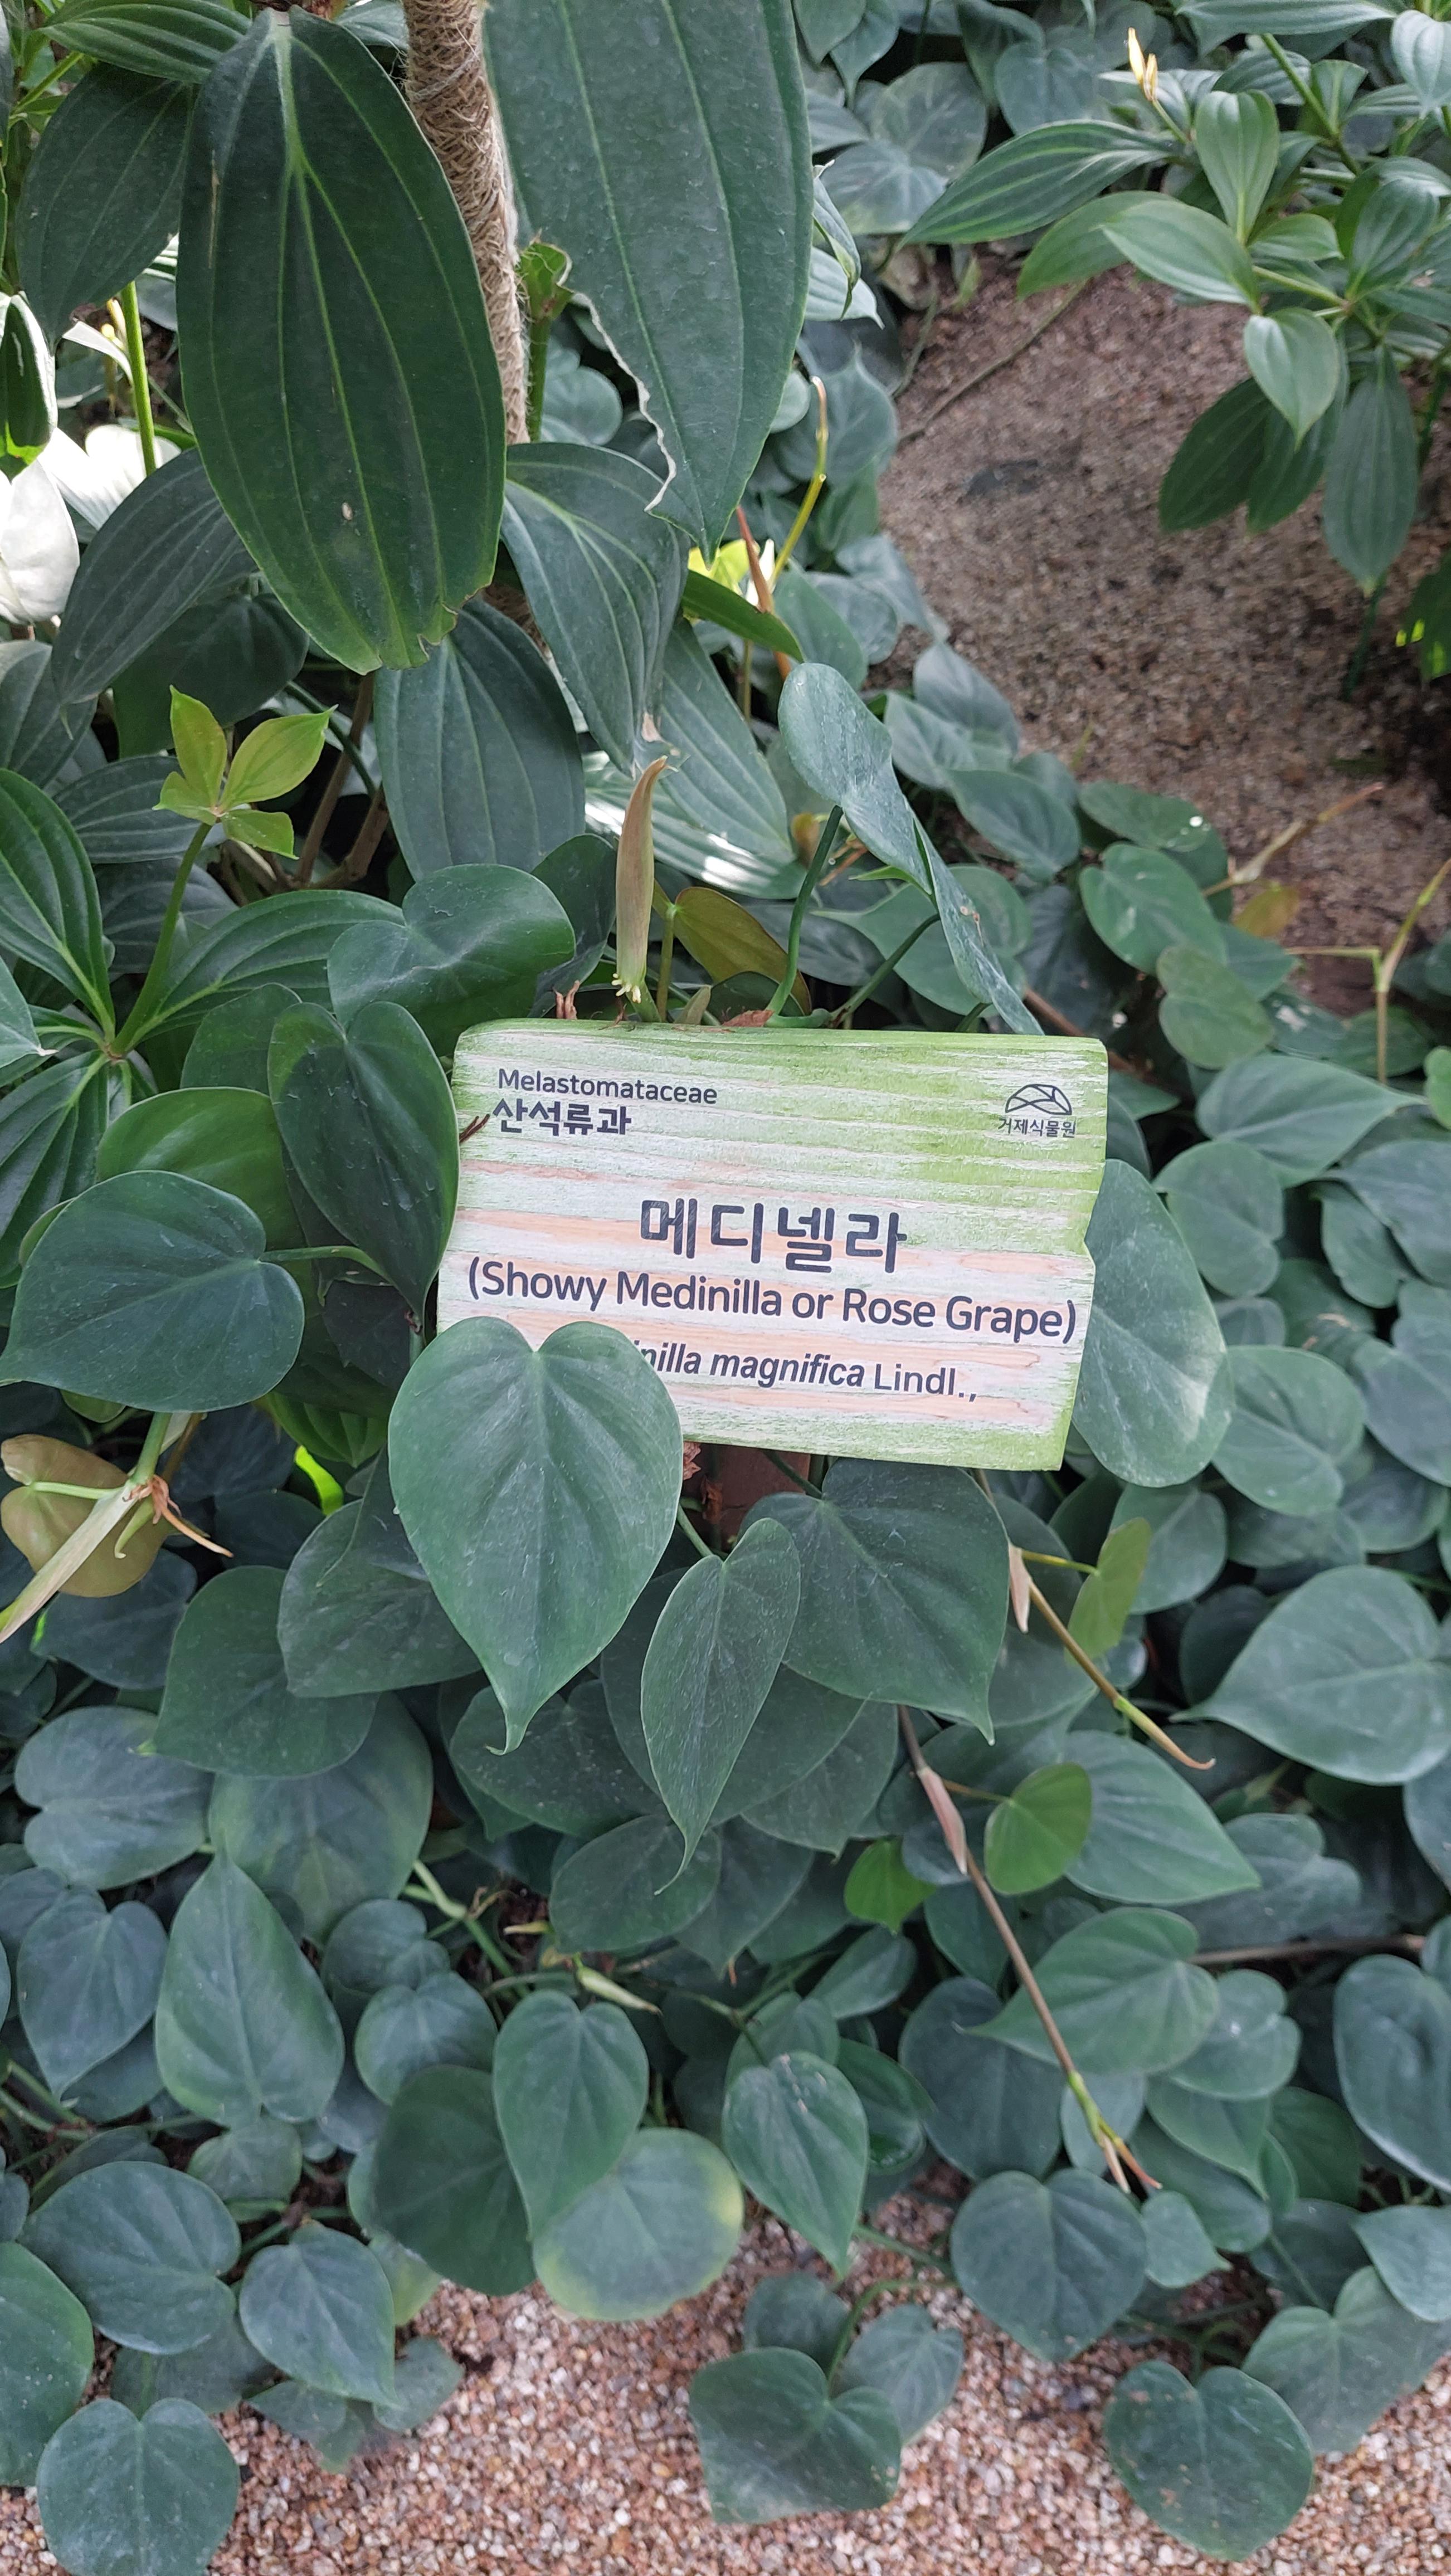 Melastomataceae
산석류과
거제식물원
메디넬라
(Showy Medinilla or Rose Grape)
magnifica Lindl.,